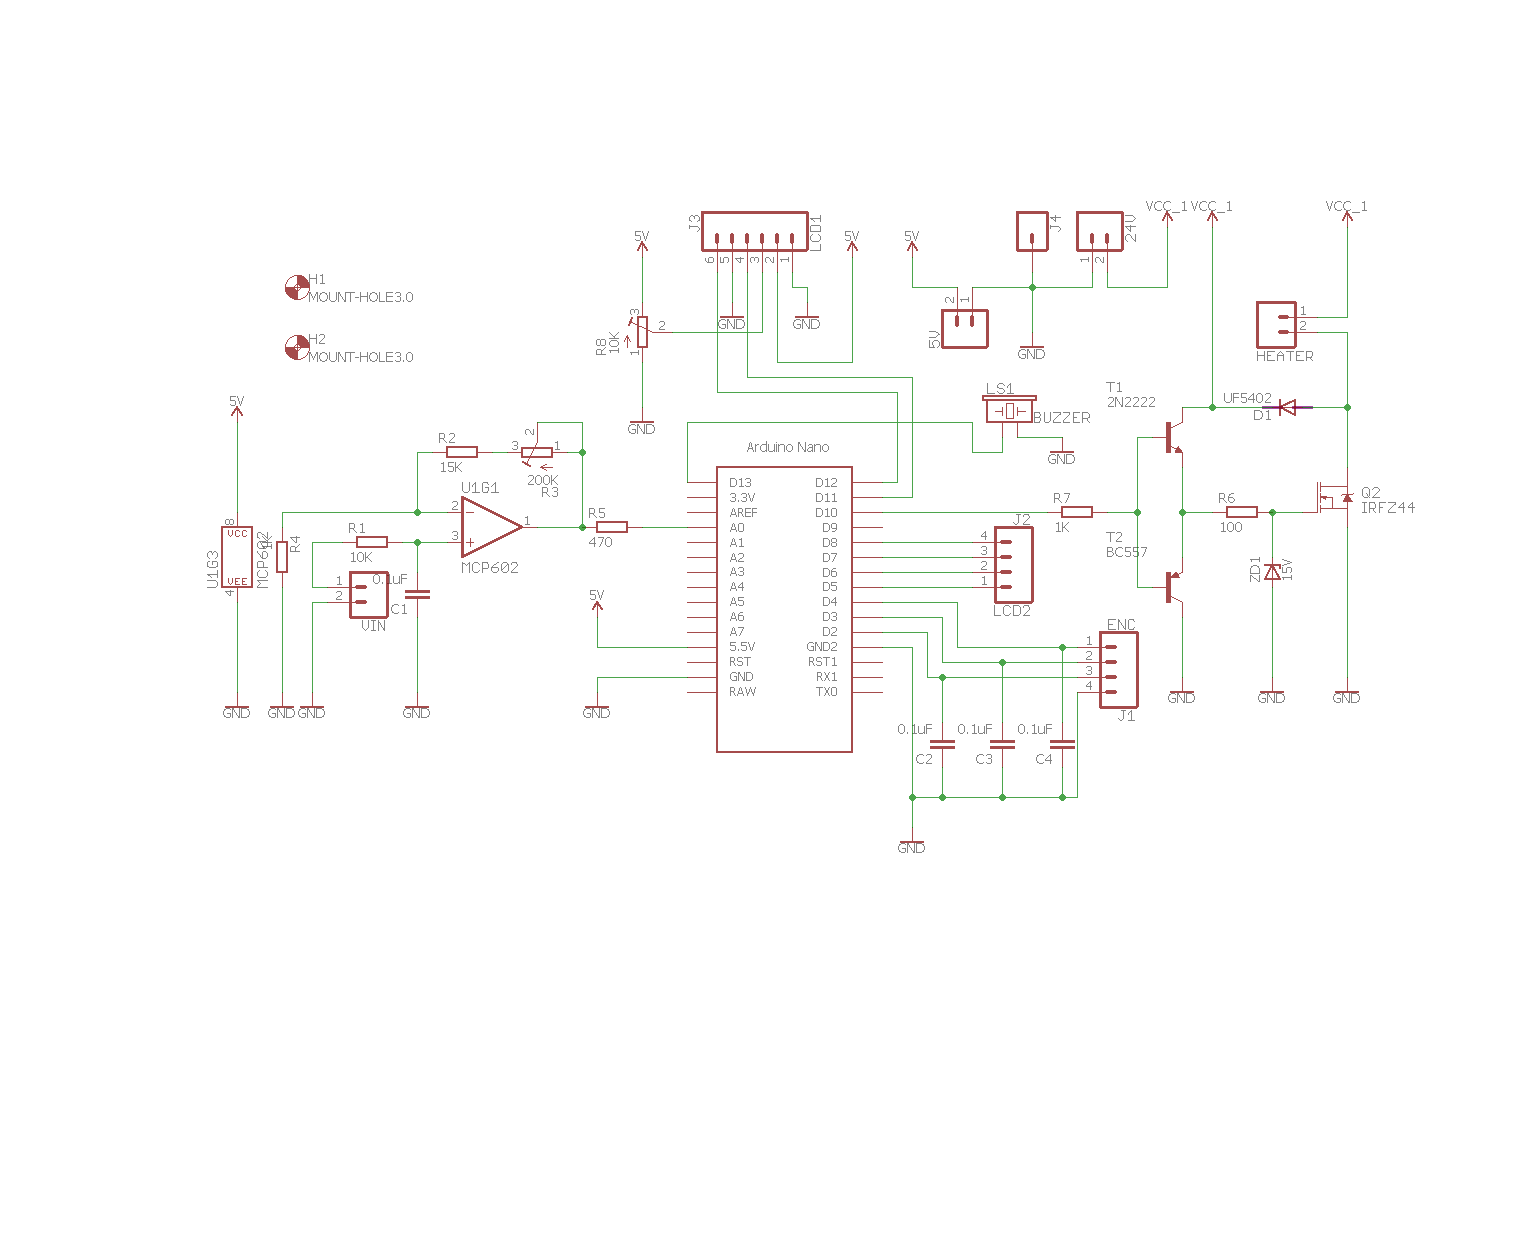 VCC_1
VCC_1
VCC_1
J3
LCD1
J4
24V
5V
5V
5V
6
5
4
3
2
1
1
2
H1
MOUNT-HOLE3.0
GND
GND
3
2
1
R8
10K
2
1
5V
GND
1
2
HEATER
H2
MOUNT-HOLE3.0
5V
GND
LS1
BUZZER
GND
T1
2N2222
UF5402
D1
R2
15K
2
3
1
200K
R3
Arduino Nano
U1G1
2
3
1
MCP602
R5
470
R1
10K
8
VCC
VEE
4
U1G3
MCP602
1K
R4
1
2
VIN
0.1uF
C1
D13
3.3V
AREF
A0
A1
A2
A3
A4
A5
A6
A7
5.5V
RST
GND
RAW
D12
D11
D10
D9
D8
D7
D6
D5
D4
D3
D2
GND2
RST1
RX1
TX0
R7
1K
J2
4
3
2
1
LCD2
T2
BC557
R6
100
Q2
IRFZ44
ZD1
15V
5V
ENC
1
2
3
4
J1
GND
GND
GND
GND
GND
GND
GND
GND
0.1uF
C2
0.1uF
C3
0.1uF
C4
GND